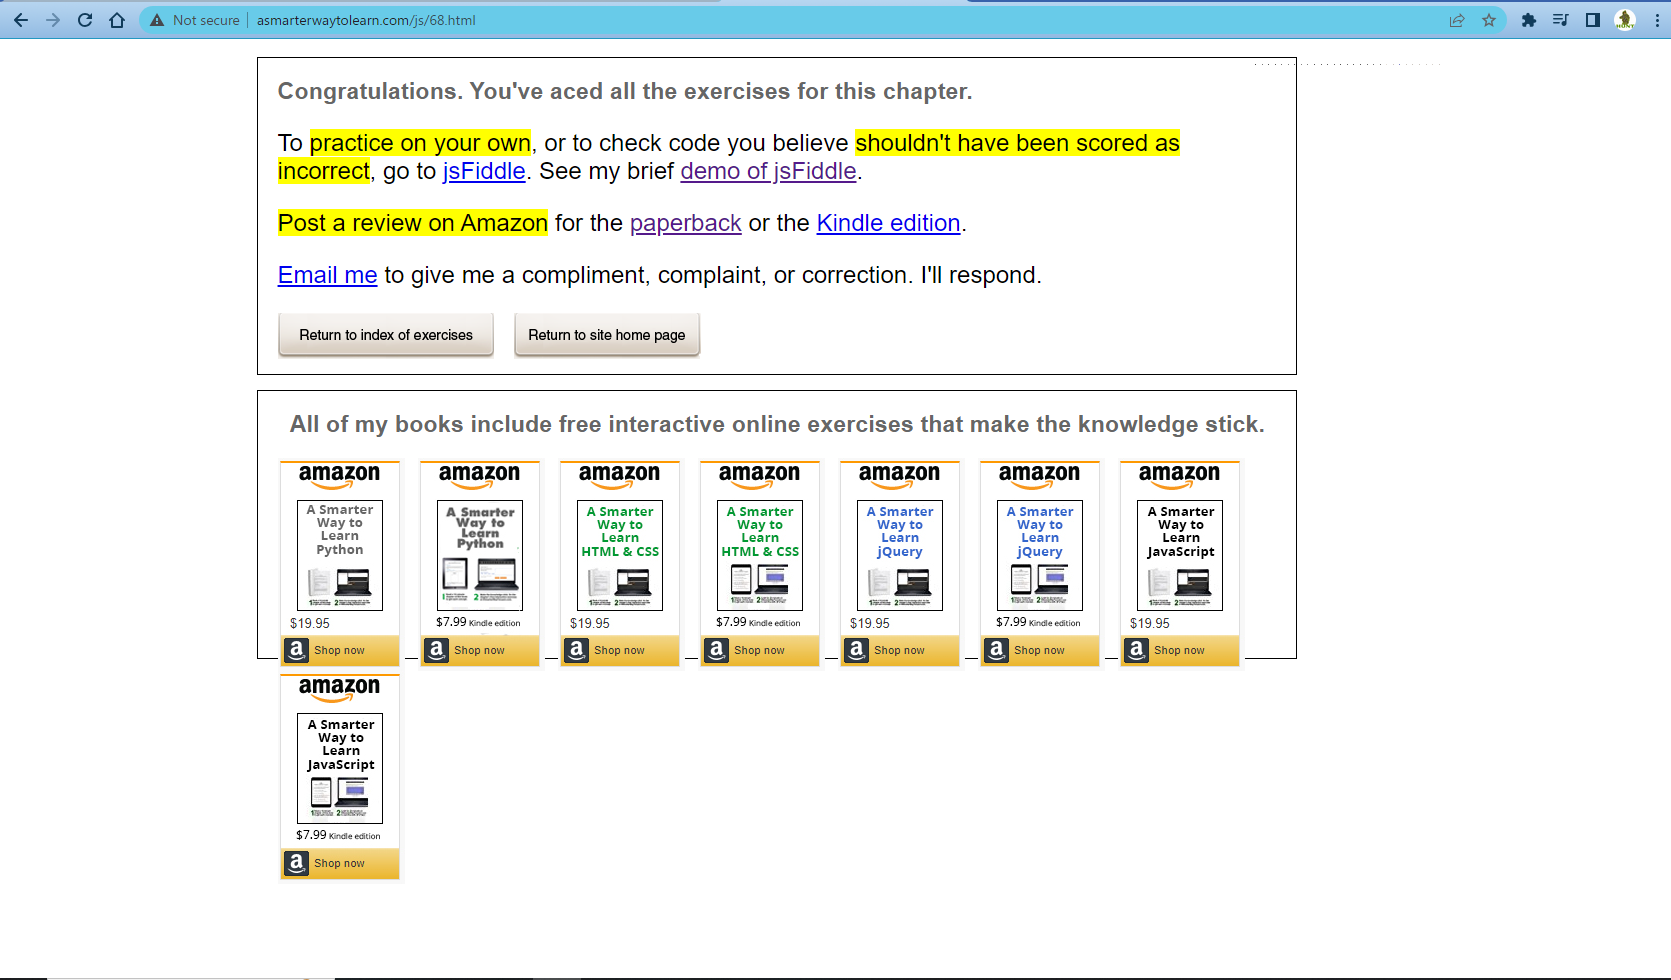 Not secure asmarterwaytolearn.com/js/68.html
Congratulations. You've aced all the exercises for this chapter.
To practice on your own, or to check code you believe shouldn't have been scored as
incorrect, go to jsFiddle. See my brief demo of jsFiddle.
Post a review on Amazon for the paperback or the Kindle edition.
Email me to give me a compliment, complaint, or correction. I'll respond.
Return to index of exercises Return to site home page
All of my books include free interactive online exercises that make the knowledge stick.
amazon amazon amazon amazon amazon amazon amazon
A Smarter A Smarter A Smarter A Smarter A Smarter A Smarter A Smarter
Way to Way to Way to Way to Way to Way to Way to
Learn Learn Learn Learn Learn Learn Learn
Python Python HTML & CSS HTML & CSS jQuery jQuery JavaScript
$19.95 $7.99 Kindle edition $19.95 $7.99 Kindle edition $19.95 $7.99 Kindle edition $19.95
a Shop now a Shop now a Shop now a Shop now a Shop now a Shop now a Shop now
amazon
A Smarter
Way to
Learn
JavaScript
$7.99 Kindle edition
a Shop now